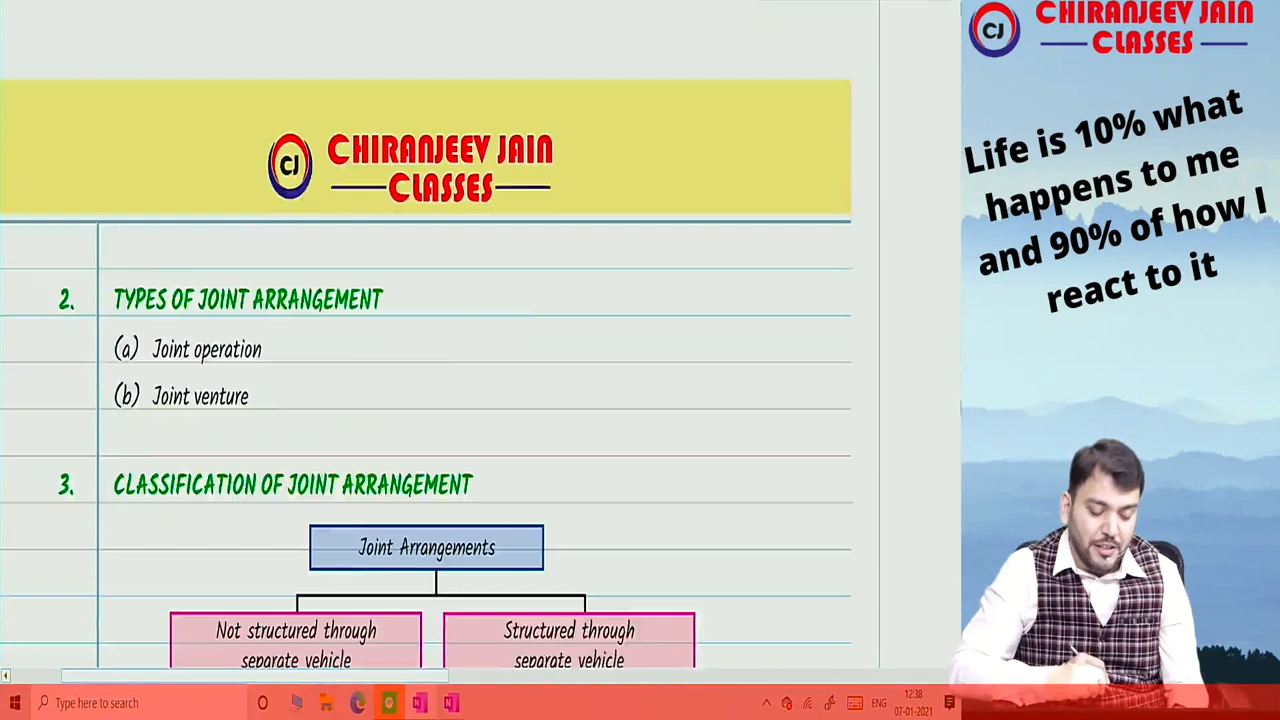 CHIRANJEEV JAIN
CLASSES
CJ
2. TYPES OF JOINT ARRANGEMENT
(a) Joint operation
(b) Joint venture
3. CLASSIFICATION OF JOINT ARRANGEMENT
Joint Arrangements
Not structured through
separate vehicle
Structured through
separate vehicle
CJ
CHIRANJEEV JAIN
CLASSES
Life is 10% what
happens to me
and 90% of how I
react to it
Type here to search
ENG
12:38
07-01-2021